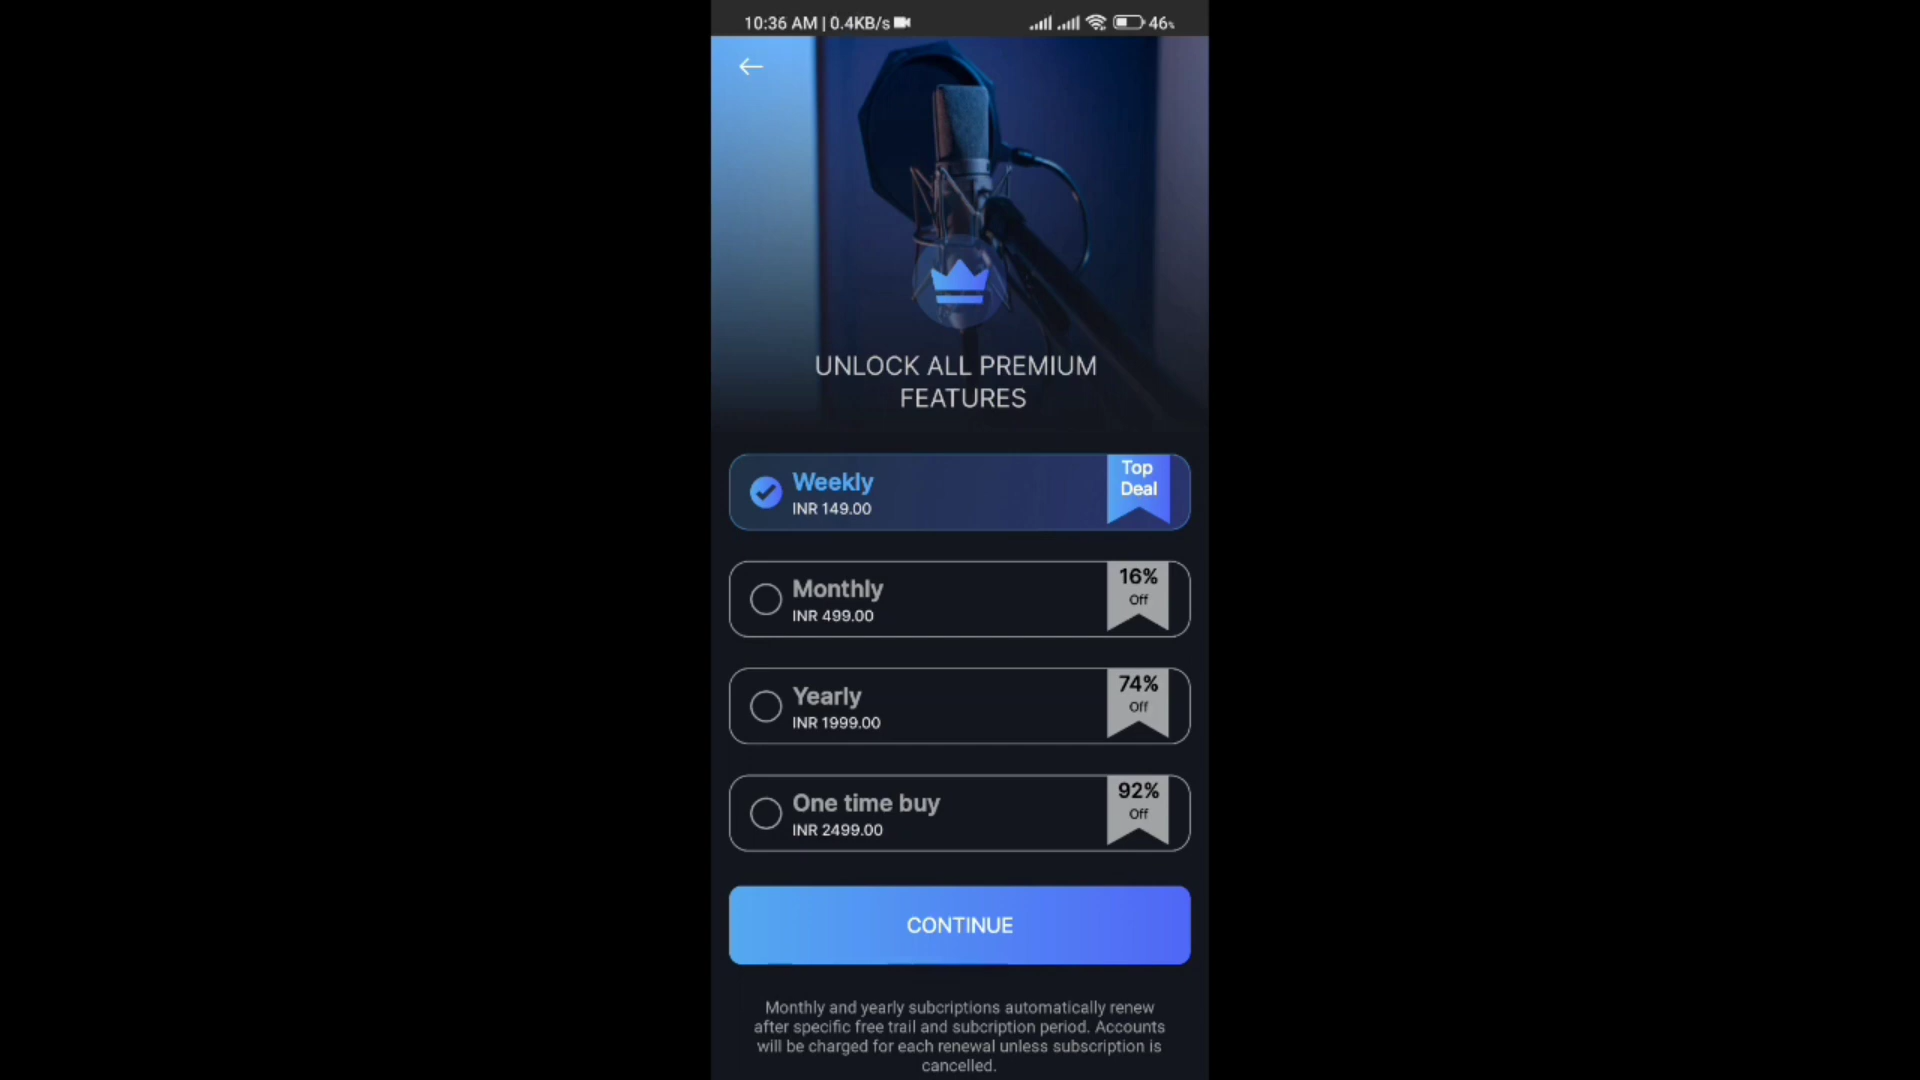 10:36 AM | 0.4KB/s
46%
UNLOCK ALL PREMIUM
FEATURES
Weekly
INR 149.00
Top
Deal
Monthly
INR 499.00
16%
Off
Yearly
INR 1999.00
74%
Off
One time buy
INR 2499.00
92%
Off
CONTINUE
Monthly and yearly subcriptions automatically renew
after specific free trail and subcription period. Accounts
will be charged for each renewal unless subscription is
cancelled.